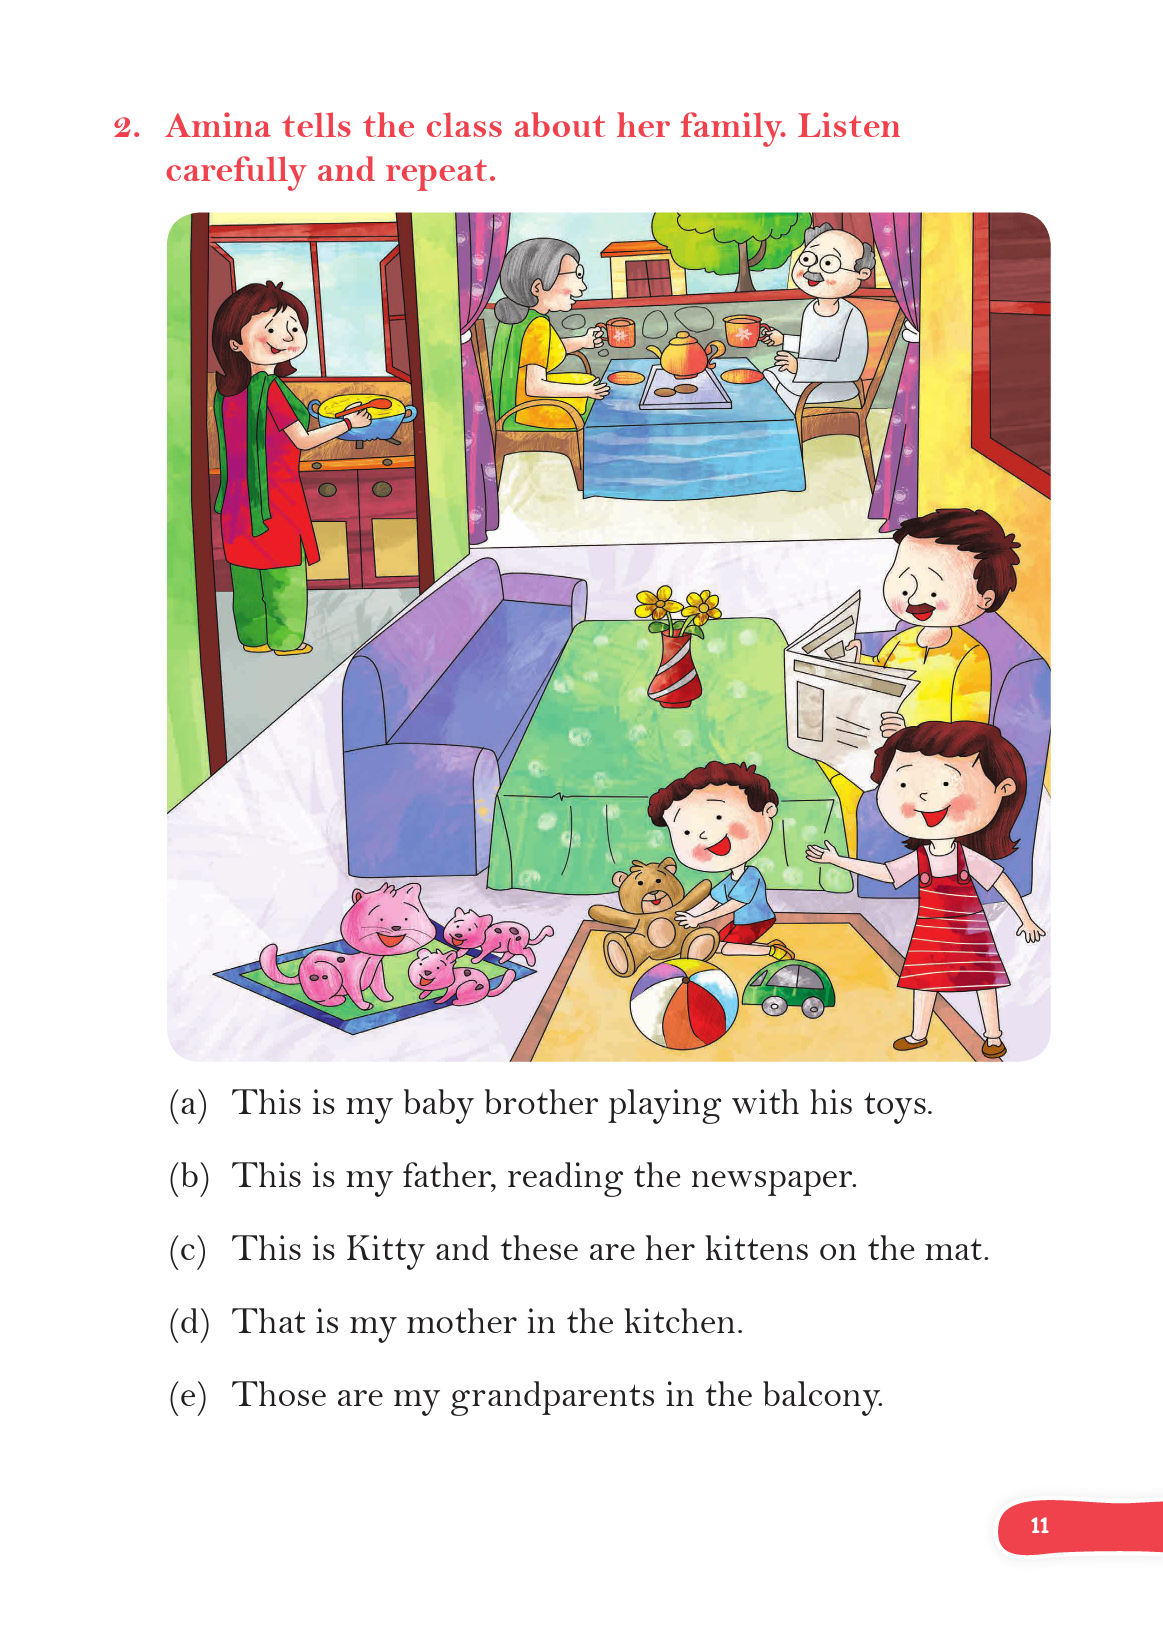 2. Amina tells the class about her family. Listen
carefully and repeat.
(a) This is my baby brother playing with his toys.
(b) This is my father, reading the newspaper.
(c) This is Kitty and these are her kittens on the mat.
(d) That is my mother in the kitchen.
(e) Those are my grandparents in the balcony.
11